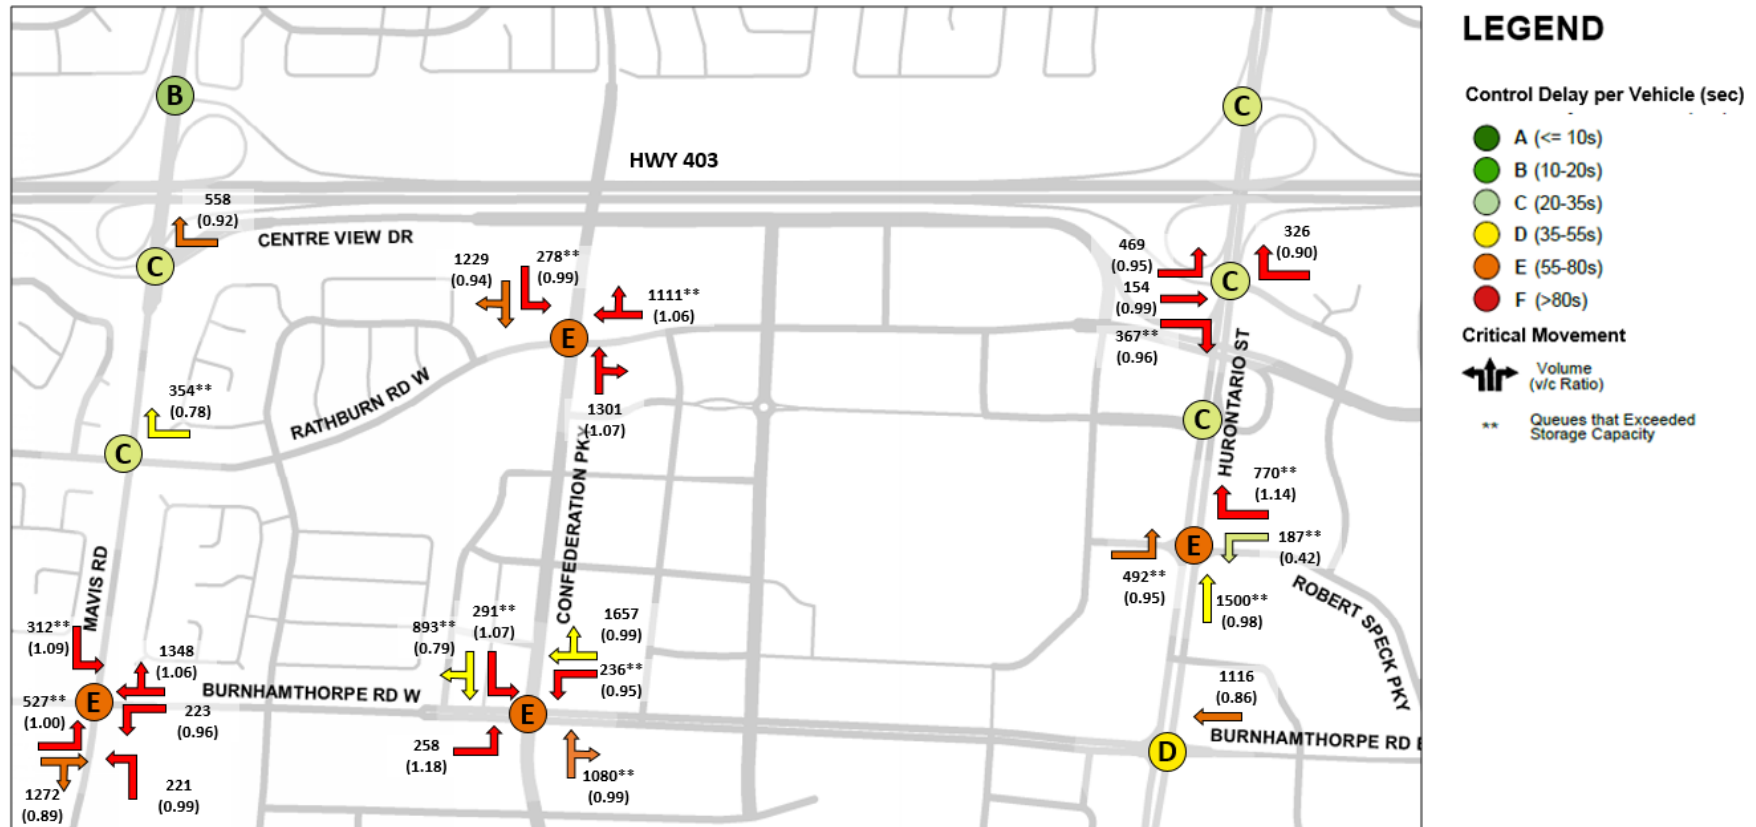 LEGEND
Control Delay per Vehicle (sec)
A (<= 10s)
B (10-20s)
C (20-35s)
D (35-55s)
E (55-80s)
F (>80s)
Critical Movement
Volume
(v/c Ratio)
** Queues that Exceeded
Storage Capacity
B
C
HWY 403
558
(0.92)
CENTRE VIEW DR
C
1229
(0.94)
278**
(0.99)
1111**
(1.06)
E
1301
(1.07)
469
(0.95)
154
(0.99)
367**
(0.96)
C
326
(0.90)
354**
(0.78)
RATHBURN RD W
C
CONFEDERATION PKY
HURONTARIO ST
C
770**
(1.14)
187**
(0.42)
E
492**
(0.95)
1500**
(0.98)
ROBERT SPECK PKY
MAVIS RD
312**
(1.09)
1348
(1.06)
527**
(1.00)
E
223
(0.96)
1272
(0.89)
221
(0.99)
BURNHAMTHORPE RD W
893**
(0.79)
291**
(1.07)
1657
(0.99)
236**
(0.95)
E
258
(1.18)
1080**
(0.99)
1116
(0.86)
BURNHAMTHORPE RD E
D